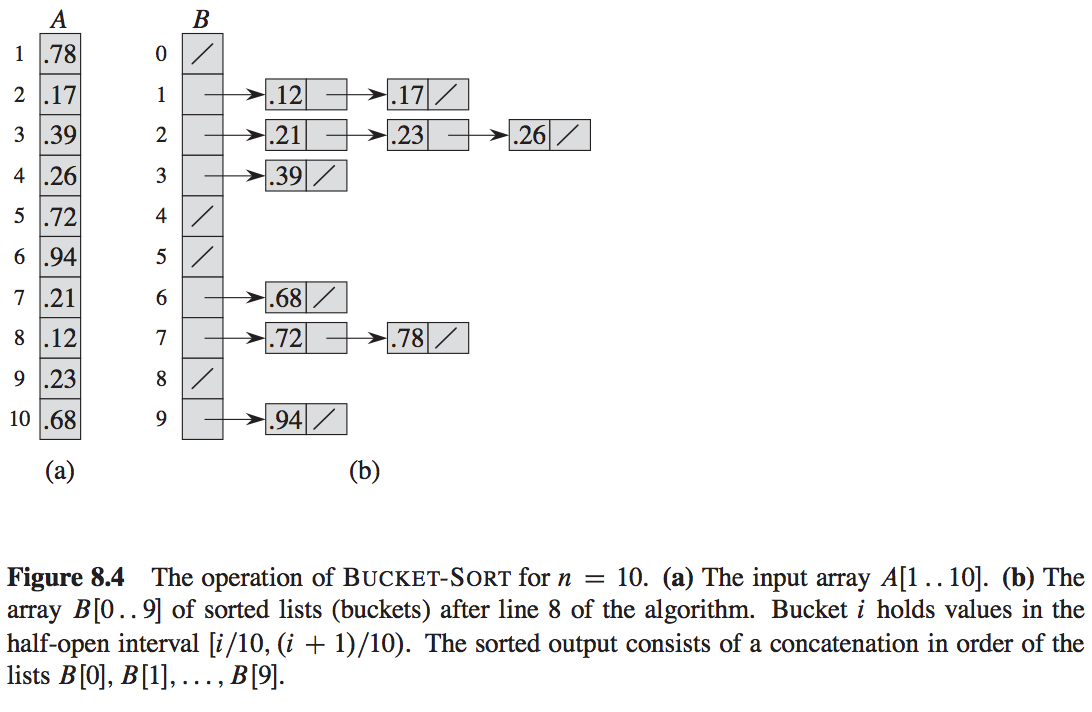 A B
1 .78 0
2 .17 1 .12 .17
3 .39 2 .21 .23 .26
4 .26 3 .39
5 .72 4
6 .94 5
7 .21 6 .68
8 .12 7 .72 .78
9 .23 8
10 .68 9 .94
(a) (b)
Figure 8.4 The operation of BUCKET-SORT for n = 10. (a) The input array A[1 . . 10]. (b) The
array B[0 . . 9] of sorted lists (buckets) after line 8 of the algorithm. Bucket i holds values in the
half-open interval [i/10, (i + 1)/10). The sorted output consists of a concatenation in order of the
lists B[0], B[1], . . . , B[9].